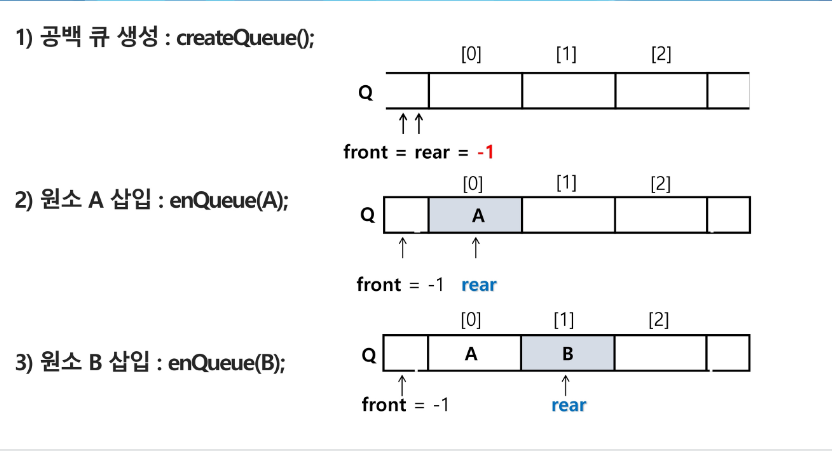 1) 공백 큐 생성 : createQueue();
[0] [1] [2]
Q
front = rear = -1
2) 원소 A 삽입 : enQueue(A);
[0] [1] [2]
Q A
front = -1 rear
3) 원소 B 삽입 : enQueue(B);
[0] [1] [2]
Q A B
front = -1 rear